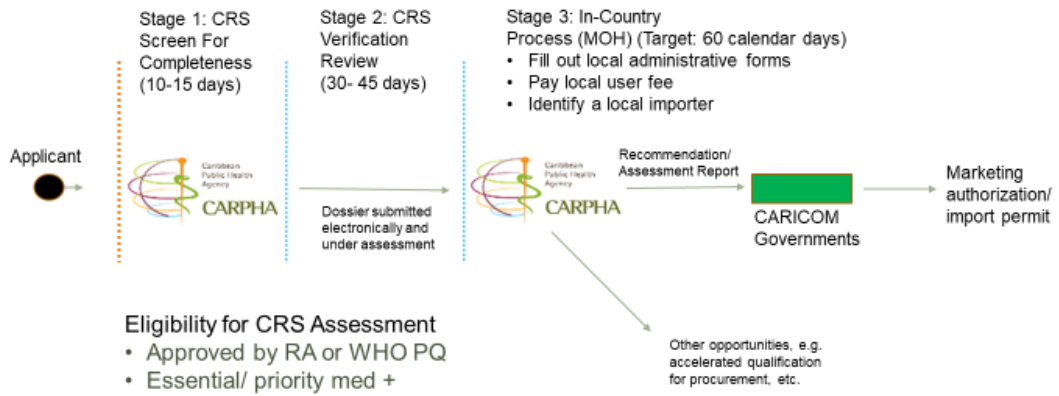 Stage 1: CRS
Screen For
Completeness
(10-15 days)
Stage 2: CRS
Verification
Review
(30- 45 days)
Stage 3: In-Country
Process (MOH) (Target: 60 calendar days)
• Fill out local administrative forms
• Pay local user fee
• Identify a local importer
Applicant
Caribbean
Public Health
Agency
CARPHA
Dossier submitted
electronically and
under assessment
Caribbean
Public Health
Agency
CARPHA
Recommendation/
Assessment Report
CARICOM
Governments
Marketing
authorization/
import permit
Other opportunities, e.g.
accelerated qualification
for procurement, etc.
Eligibility for CRS Assessment
• Approved by RA or WHO PQ
• Essential/ priority med +